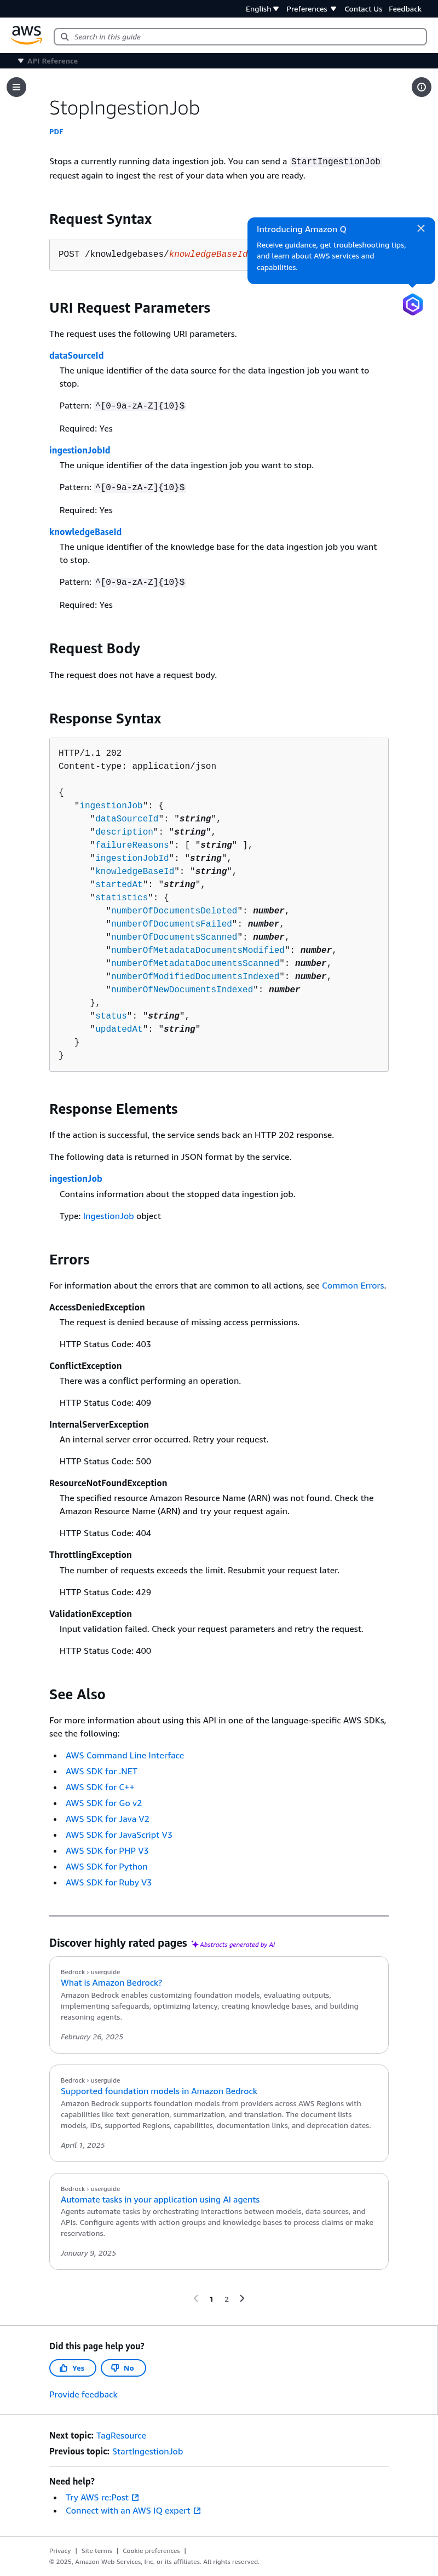 English Preferences Contact Us Feedback
aws
Search in this guide
API Reference
StopIngestionJob
PDF
Stops a currently running data ingestion job. You can send a StartIngestionJob
request again to ingest the rest of your data when you are ready.
Request Syntax
POST /knowledgebases/knowledgeBaseId
Introducing Amazon Q
Receive guidance, get troubleshooting tips,
and learn about AWS services and
capabilities.
URI Request Parameters
The request uses the following URI parameters.
dataSourceId
The unique identifier of the data source for the data ingestion job you want to
stop.
Pattern: ^[0-9a-zA-Z]{10}$
Required: Yes
ingestionJobId
The unique identifier of the data ingestion job you want to stop.
Pattern: ^[0-9a-zA-Z]{10}$
Required: Yes
knowledgeBaseId
The unique identifier of the knowledge base for the data ingestion job you want
to stop.
Pattern: ^[0-9a-zA-Z]{10}$
Required: Yes
Request Body
The request does not have a request body.
Response Syntax
HTTP/1.1 202
Content-type: application/json
{
"ingestionJob": {
"dataSourceId": "string",
"description": "string",
"failureReasons": [ "string" ],
"ingestionJobId": "string",
"knowledgeBaseId": "string",
"startedAt": "string",
"statistics": {
"numberOfDocumentsDeleted": number,
"numberOfDocumentsFailed": number,
"numberOfDocumentsScanned": number,
"numberOfMetadataDocumentsModified": number,
"numberOfMetadataDocumentsScanned": number,
"numberOfModifiedDocumentsIndexed": number,
"numberOfNewDocumentsIndexed": number
},
"status": "string",
"updatedAt": "string"
}
}
Response Elements
If the action is successful, the service sends back an HTTP 202 response.
The following data is returned in JSON format by the service.
ingestionJob
Contains information about the stopped data ingestion job.
Type: IngestionJob object
Errors
For information about the errors that are common to all actions, see Common Errors.
AccessDeniedException
The request is denied because of missing access permissions.
HTTP Status Code: 403
ConflictException
There was a conflict performing an operation.
HTTP Status Code: 409
InternalServerException
An internal server error occurred. Retry your request.
HTTP Status Code: 500
ResourceNotFoundException
The specified resource Amazon Resource Name (ARN) was not found. Check the
Amazon Resource Name (ARN) and try your request again.
HTTP Status Code: 404
ThrottlingException
The number of requests exceeds the limit. Resubmit your request later.
HTTP Status Code: 429
ValidationException
Input validation failed. Check your request parameters and retry the request.
HTTP Status Code: 400
See Also
For more information about using this API in one of the language-specific AWS SDKs,
see the following:
• AWS Command Line Interface
• AWS SDK for .NET
• AWS SDK for C++
• AWS SDK for Go v2
• AWS SDK for Java V2
• AWS SDK for JavaScript V3
• AWS SDK for PHP V3
• AWS SDK for Python
• AWS SDK for Ruby V3
Discover highly rated pages Abstracts generated by AI
Bedrock › userguide
What is Amazon Bedrock?
Amazon Bedrock enables customizing foundation models, evaluating outputs,
implementing safeguards, optimizing latency, creating knowledge bases, and building
reasoning agents.
February 26, 2025
Bedrock › userguide
Supported foundation models in Amazon Bedrock
Amazon Bedrock supports foundation models from providers across AWS Regions with
capabilities like text generation, summarization, and translation. The document lists
models, IDs, supported Regions, capabilities, documentation links, and deprecation dates.
April 1, 2025
Bedrock › userguide
Automate tasks in your application using AI agents
Agents automate tasks by orchestrating interactions between models, data sources, and
APIs. Configure agents with action groups and knowledge bases to process claims or make
reservations.
January 9, 2025
1 2
Did this page help you?
Yes No
Provide feedback
Next topic: TagResource
Previous topic: StartIngestionJob
Need help?
• Try AWS re:Post
• Connect with an AWS IQ expert
Privacy | Site terms | Cookie preferences |
© 2025, Amazon Web Services, Inc. or its affiliates. All rights reserved.